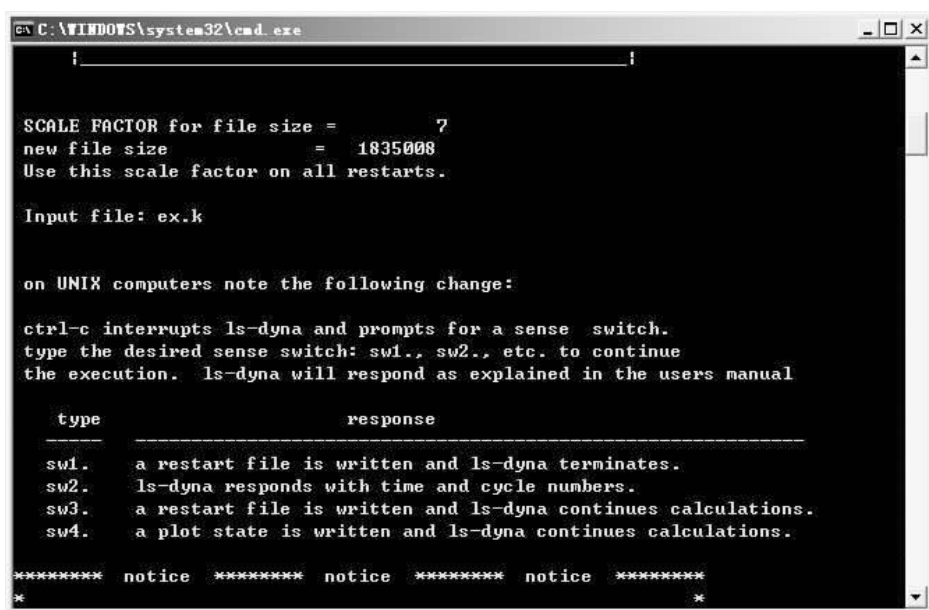 C:\WINDOWS\system32\cmd.exe
SCALE FACTOR for file size = 7
new file size = 1835008
Use this scale factor on all restarts.
Input file: ex.k
on UNIX computers note the following change:
ctrl-c interrupts ls-dyna and prompts for a sense switch.
type the desired sense switch: sw1., sw2., etc. to continue
the execution. ls-dyna will respond as explained in the users manual
type response
sw1. a restart file is written and ls-dyna terminates.
sw2. ls-dyna responds with time and cycle numbers.
sw3. a restart file is written and ls-dyna continues calculations.
sw4. a plot state is written and ls-dyna continues calculations.
******** notice ******** notice ******** notice ********
* *